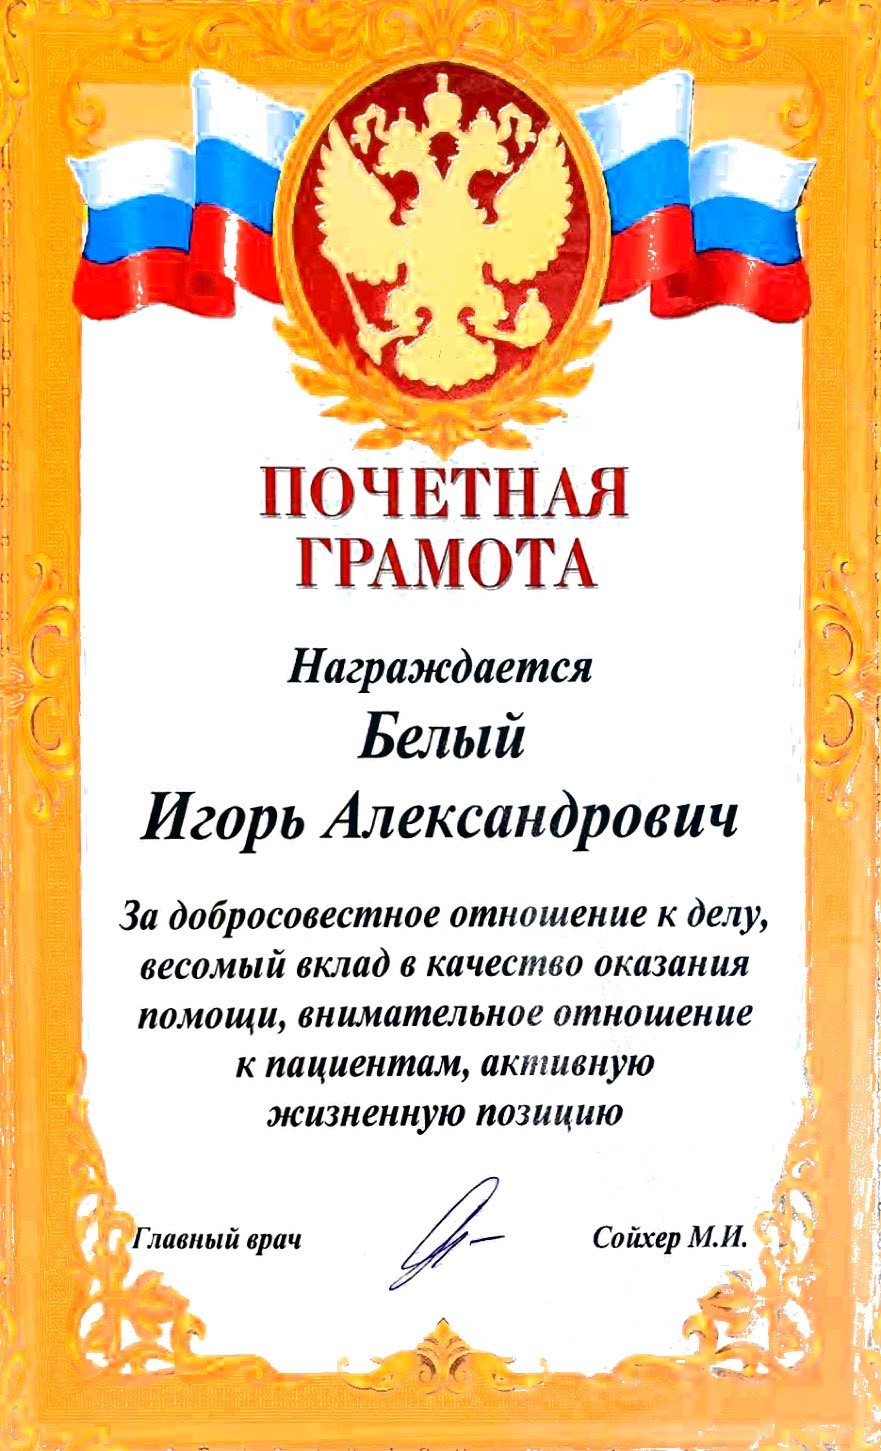 ПОЧЕТНАЯ
ГРАМОТА
Награждается
Белый
Игорь Александрович
За добросовестное отношение к делу,
весомый вклад в качество оказания
помощи, внимательное отношение
к пациентам, активную
жизненную позицию
Главный врач Сойхер М.И.